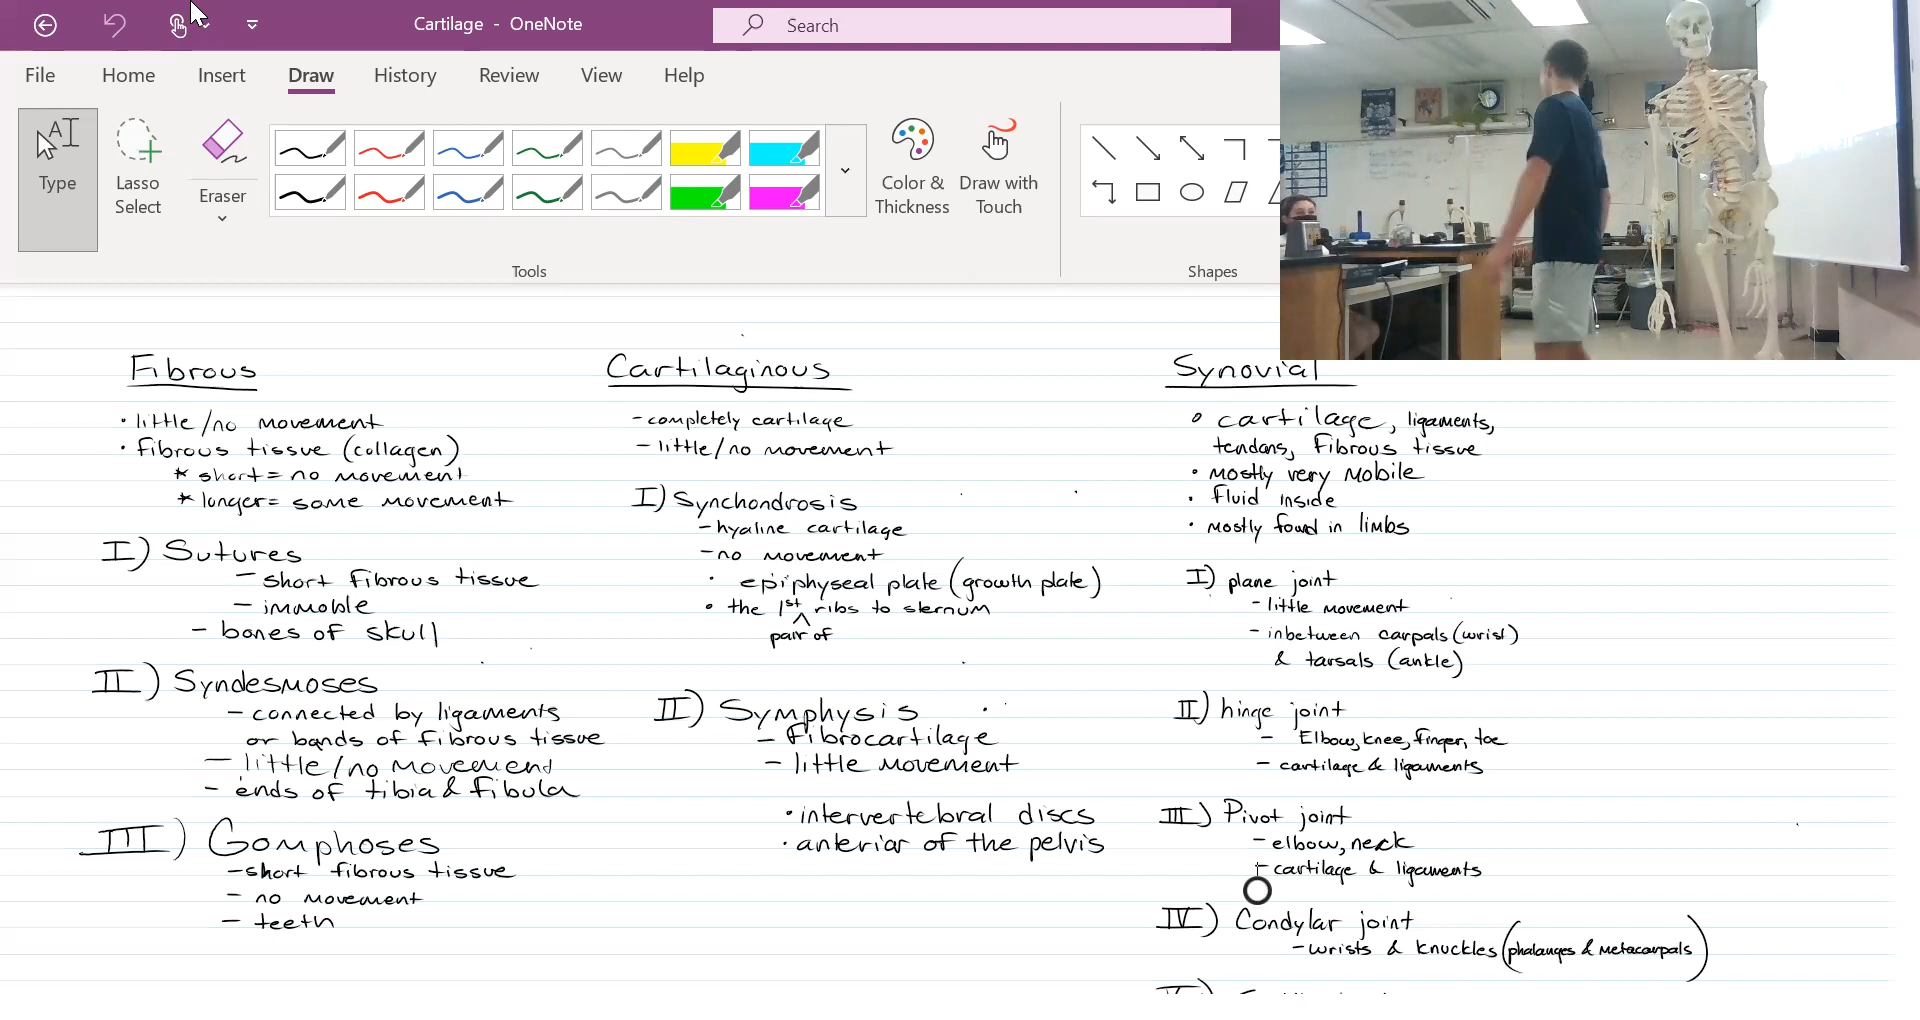 Cartilage - OneNote
Search
File Home Insert Draw History Review View Help
Type
Lasso Select
Eraser
Color & Thickness
Draw with Touch
Tools
Shapes
Fibrous
• little/no movement
• Fibrous tissue (collagen)
* short = no movement
* longer = some movement
I) Sutures
- short fibrous tissue
- immoble
- bones of skull
II) Syndesmoses
- connected by ligaments
or bands of fibrous tissue
- little/no movement
- ends of tibia & fibula
III) Gomphoses
- short fibrous tissue
- no movement
- teeth
Cartilaginous
- completely cartilage
- little/no movement
I) Synchondrosis
- hyaline cartilage
- no movement
• epiphyseal plate (growth plate)
• the 1st ribs to sternum
^
pair of
II) Symphysis
- fibrocartilage
- little movement
• intervertebral discs
• anterior of the pelvis
Synovial
• cartilage, ligaments,
tendons, fibrous tissue
• mostly very mobile
• fluid inside
• mostly found in limbs
I) plane joint
- little movement
- inbetween carpals (wrist)
& tarsals (ankle)
II) hinge joint
- Elbow, knee, finger, toe
- cartilage & ligaments
III) Pivot joint
- elbow, neck
- cartilage & ligaments
IV) Condylar joint
- wrists & knuckles (phalanges & metacarpals)